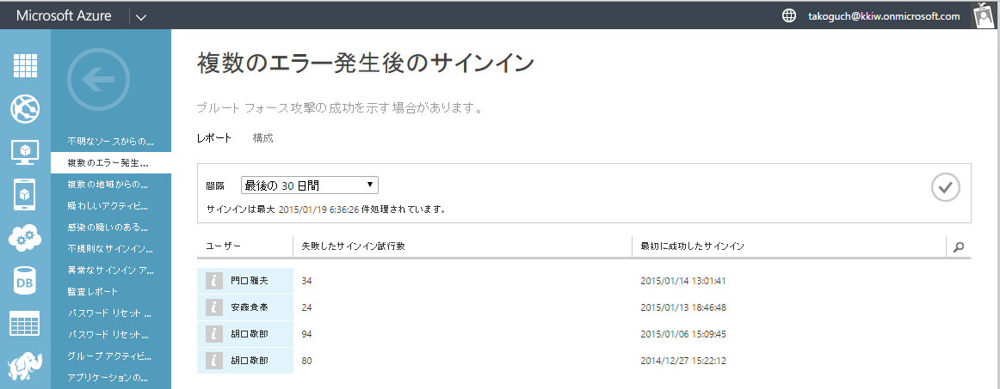 Microsoft Azure
takoguch@kkiw.onmicrosoft.com
不明なソースからの...
複数のエラー発生...
複数の地域からの...
疑わしいアクティビ...
感染の疑いのある...
不規則なサインイン...
異常なサインイン ア...
監査レポート
パスワード リセット ...
パスワード リセット...
グループ アクティビ...
アプリケーションの...
DB
複数のエラー発生後のサインイン
ブルート フォース攻撃の成功を示す場合があります。
レポート 構成
間隔 最後の 30 日間
サインインは最大 2015/01/19 6:36:26 件処理されています。
ユーザー 失敗したサインイン試行数 最初に成功したサインイン
門口雅夫 34 2015/01/14 13:01:41
安藤貴泰 24 2015/01/13 18:46:48
胡口敬郎 94 2015/01/06 15:09:45
胡口敬郎 80 2014/12/27 15:22:12